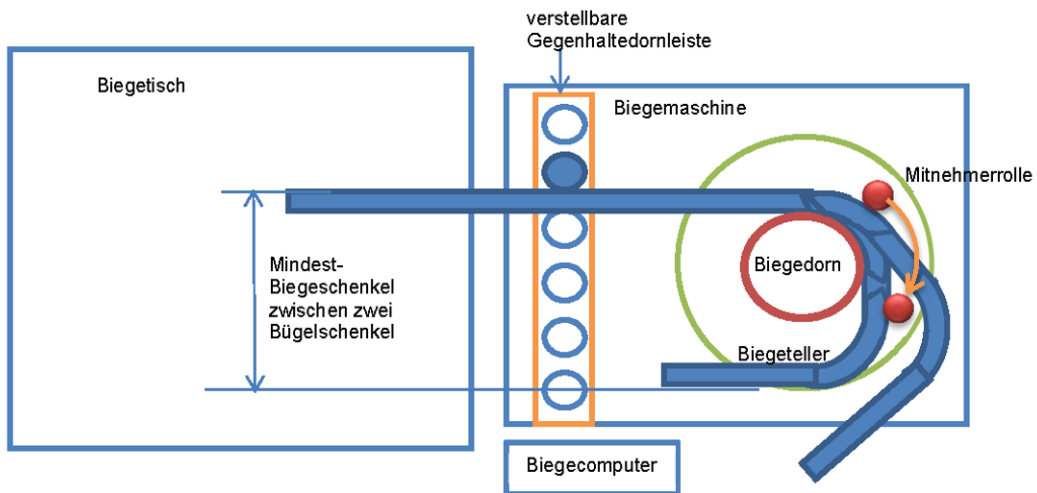 verstellbare
Gegenhaltedornleiste
Biegetisch
Biegemaschine
Mitnehmerrolle
Mindest-
Biegeschenkel
zwischen zwei
Bügelschenkel
Biegedorn
Biegeteller
Biegecomputer